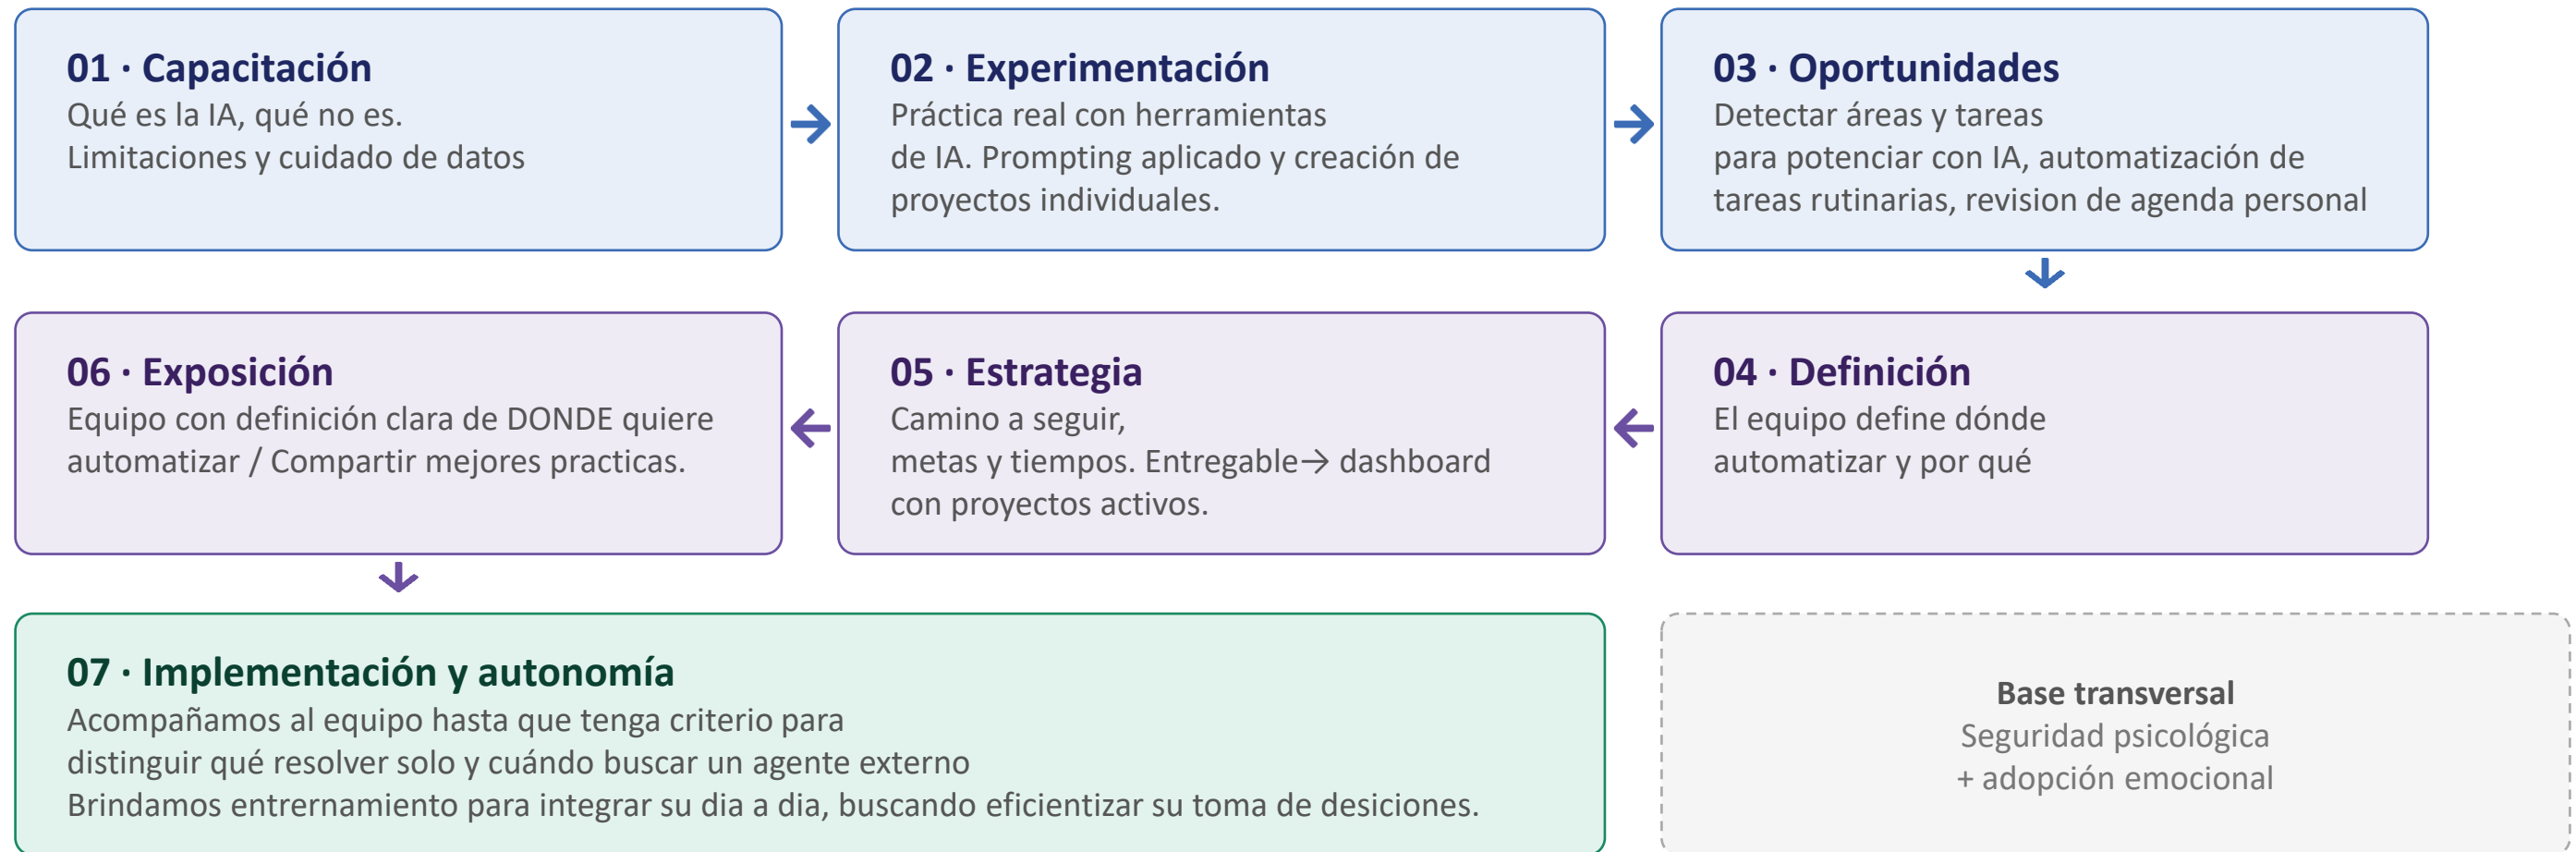 01 · Capacitación
Qué es la IA, qué no es.
Limitaciones y cuidado de datos
02 · Experimentación
Práctica real con herramientas
de IA. Prompting aplicado y creación de
proyectos individuales.
03 · Oportunidades
Detectar áreas y tareas
para potenciar con IA, automatización de
tareas rutinarias, revision de agenda personal
04 · Definición
El equipo define dónde
automatizar y por qué
05 · Estrategia
Camino a seguir,
metas y tiempos. Entregable→ dashboard
con proyectos activos.
06 · Exposición
Equipo con definición clara de DONDE quiere
automatizar / Compartir mejores practicas.
07 · Implementación y autonomía
Acompañamos al equipo hasta que tenga criterio para
distinguir qué resolver solo y cuándo buscar un agente externo
Brindamos entrernamiento para integrar su dia a dia, buscando eficientizar su toma de desiciones.
Base transversal
Seguridad psicológica
+ adopción emocional